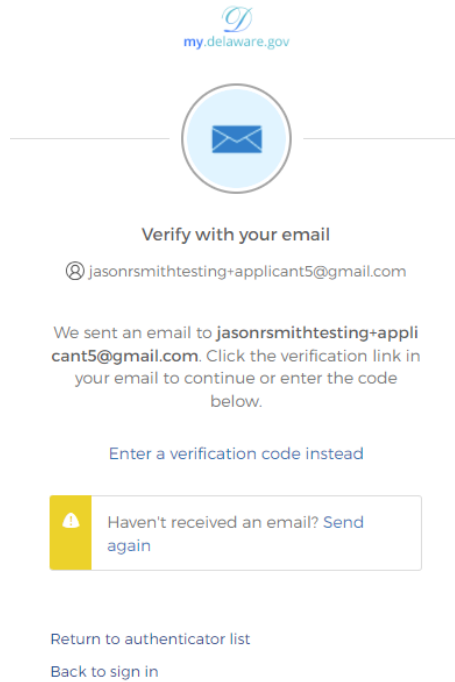 my.delaware.gov
Verify with your email
jasonrsmithtesting+applicant5@gmail.com
We sent an email to jasonrsmithtesting+appli
cant5@gmail.com. Click the verification link in
your email to continue or enter the code
below.
Enter a verification code instead
Haven't received an email? Send
again
Return to authenticator list
Back to sign in